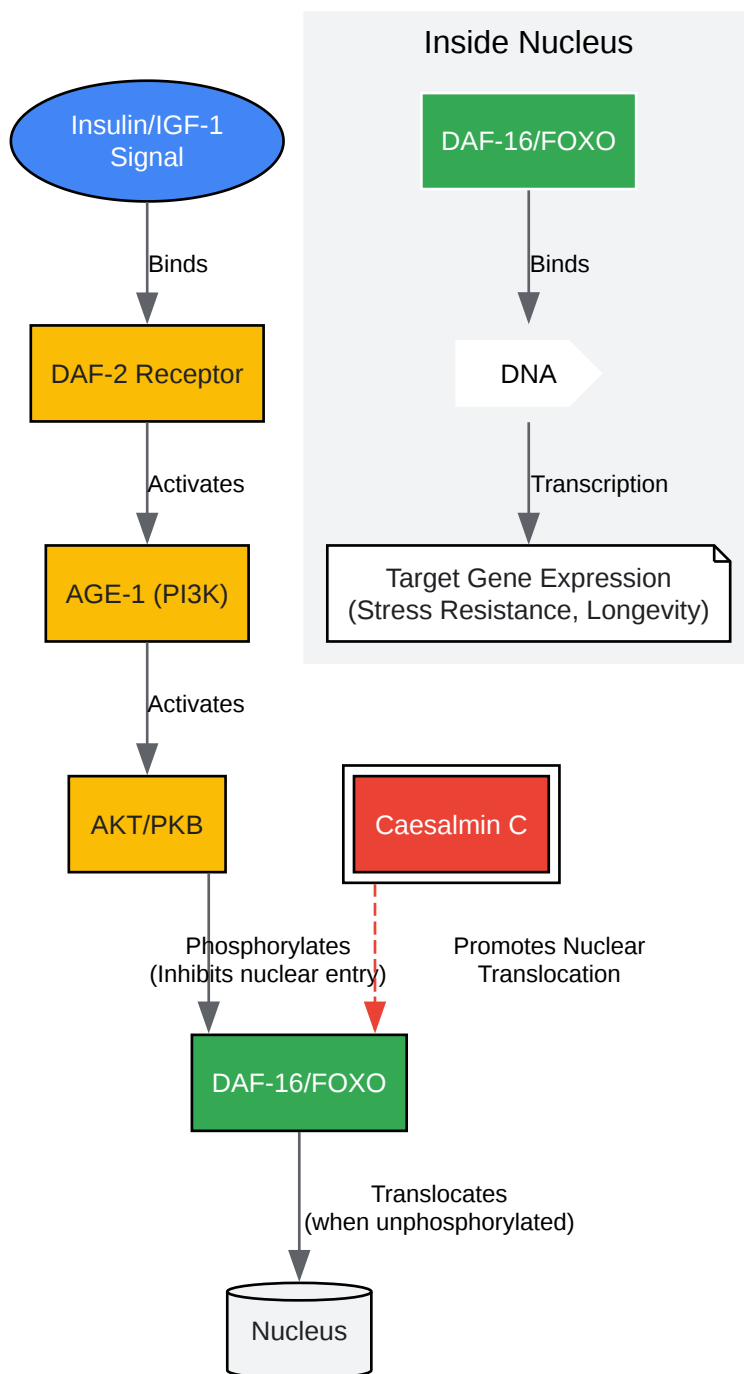 Inside Nucleus
Insulin/IGF-1
Signal
DAF-16/FOXO
Binds
Binds
DAF-2 Receptor
DNA
Activates
Transcription
AGE-1 (PI3K)
Target Gene Expression
(Stress Resistance, Longevity)
Activates
AKT/PKB
Caesalmin C
Phosphorylates
(Inhibits nuclear entry)
Promotes Nuclear
Translocation
DAF-16/FOXO
Translocates
(when unphosphorylated)
Nucleus